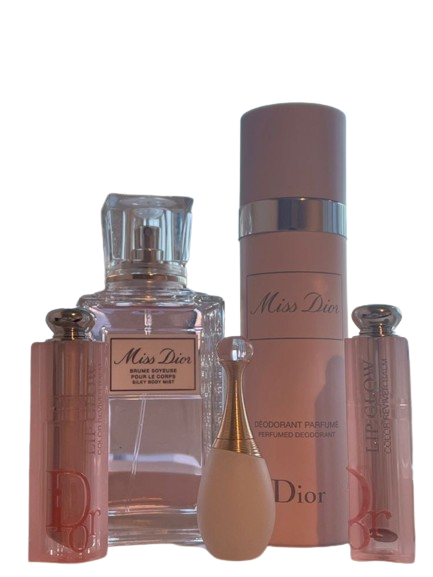 Miss Dior
BRUME SOYEUSE
POUR LE CORPS
SILKY BODY MIST
Miss Dior
DÉODORANT PARFUMÉ
PERFUMED DEODORANT
Dior
LIP GLOW
Dior
LIP GLOW
Dior